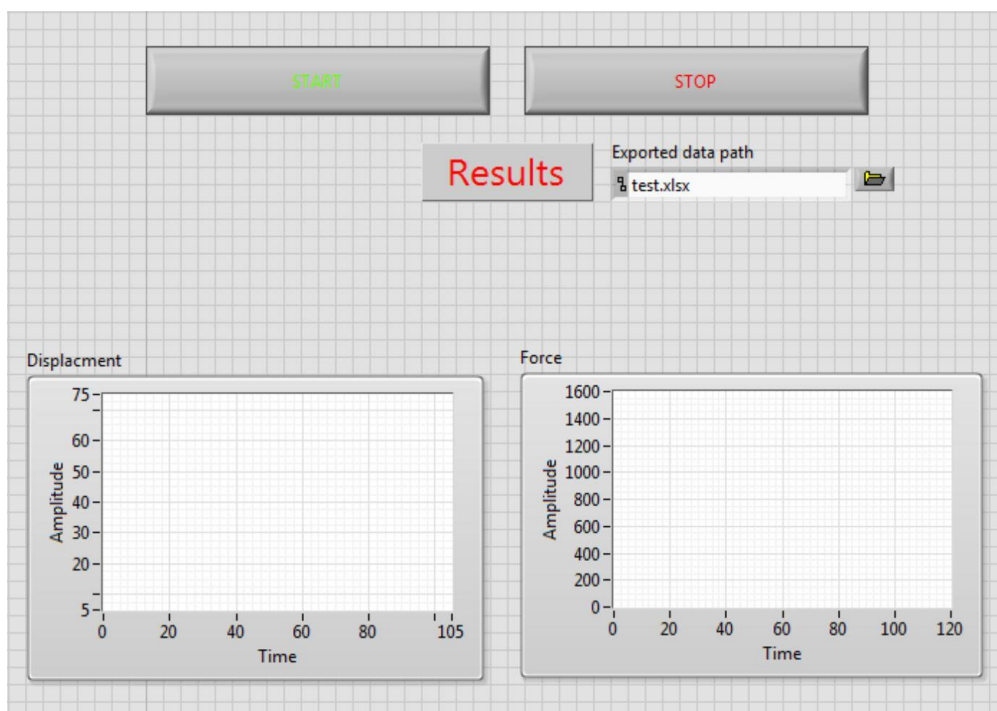 START
STOP
Results
Exported data path
test.xlsx
Displacment
Amplitude
75
60
50
40
30
20
5
0 20 40 60 80 105
Time
Force
Amplitude
1600
1400
1200
1000
800
600
400
200
0
0 20 40 60 80 100 120
Time